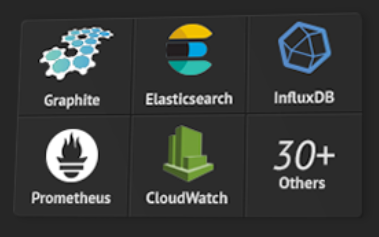 Graphite
Elasticsearch
InfluxDB
Prometheus
CloudWatch
30+
Others